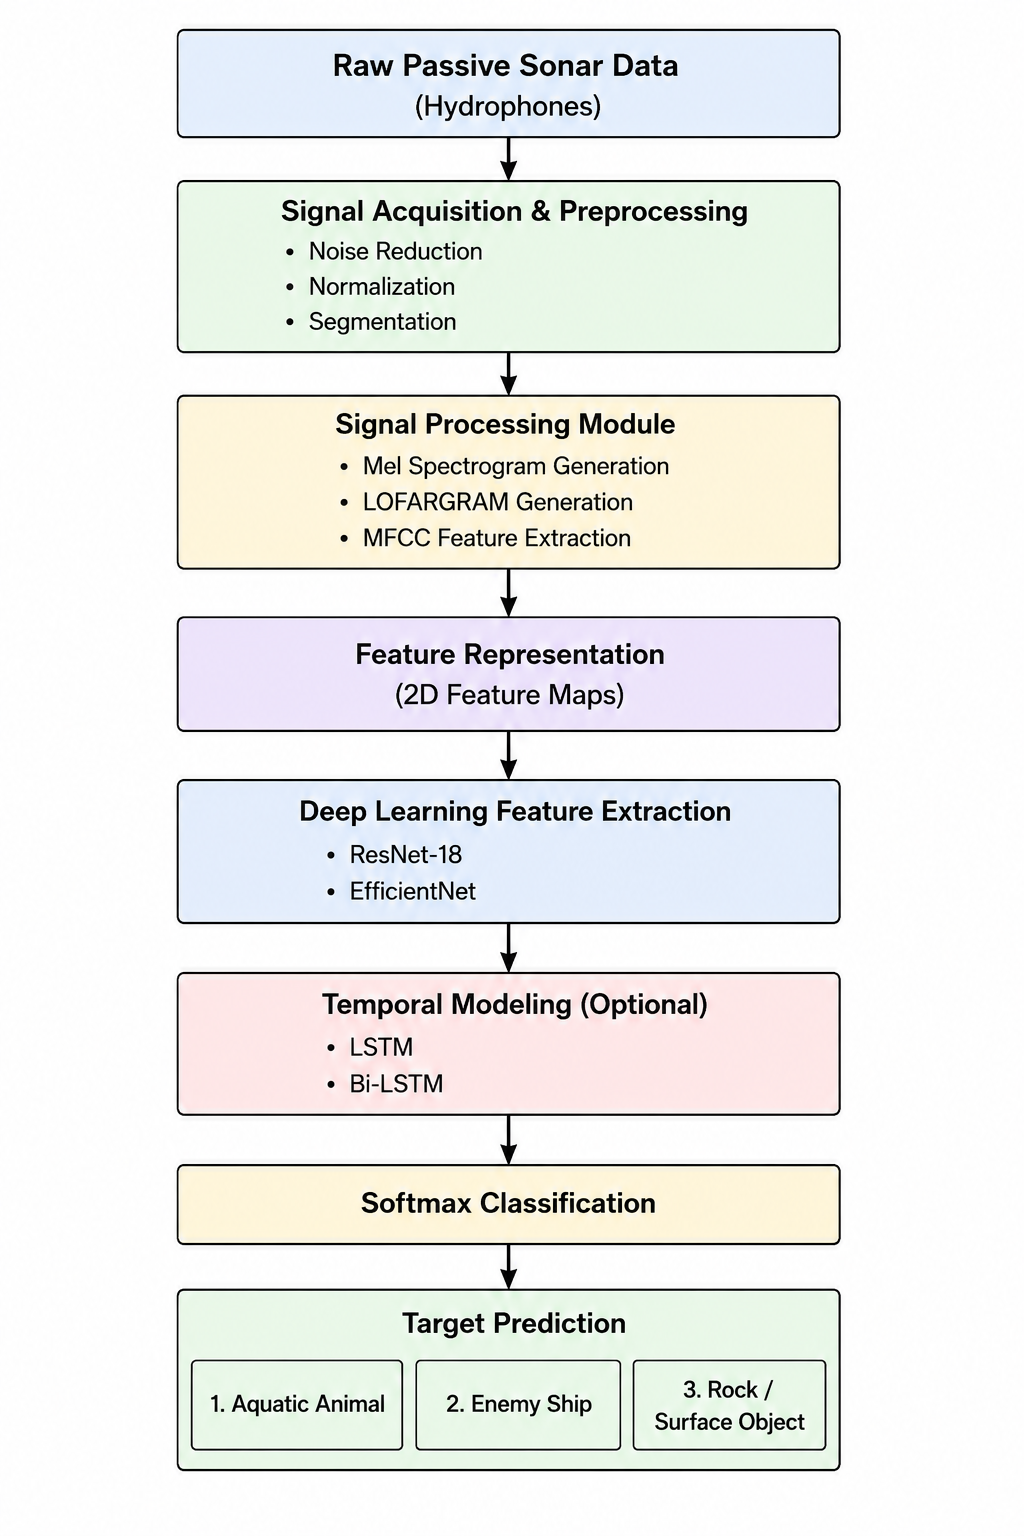 Raw Passive Sonar Data
(Hydrophones)
Signal Acquisition & Preprocessing
• Noise Reduction
• Normalization
• Segmentation
Signal Processing Module
• Mel Spectrogram Generation
• LOFARGRAM Generation
• MFCC Feature Extraction
Feature Representation
(2D Feature Maps)
Deep Learning Feature Extraction
• ResNet-18
• EfficientNet
Temporal Modeling (Optional)
• LSTM
• Bi-LSTM
Softmax Classification
Target Prediction
1. Aquatic Animal
2. Enemy Ship
3. Rock /
Surface Object